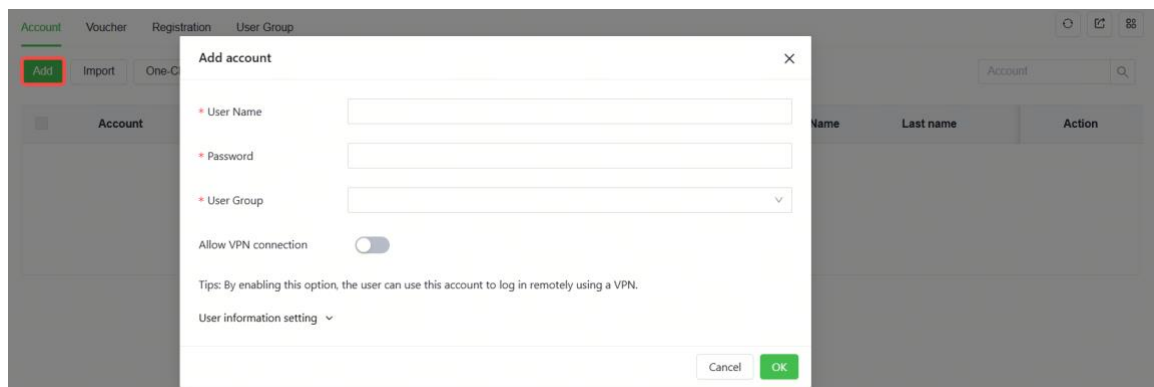 Account Voucher Registration User Group
Add account
Add Import One-C Account
* User Name
Account Name Last name Action
* Password
* User Group
Allow VPN connection
Tips: By enabling this option, the user can use this account to log in remotely using a VPN.
User information setting
Cancel OK